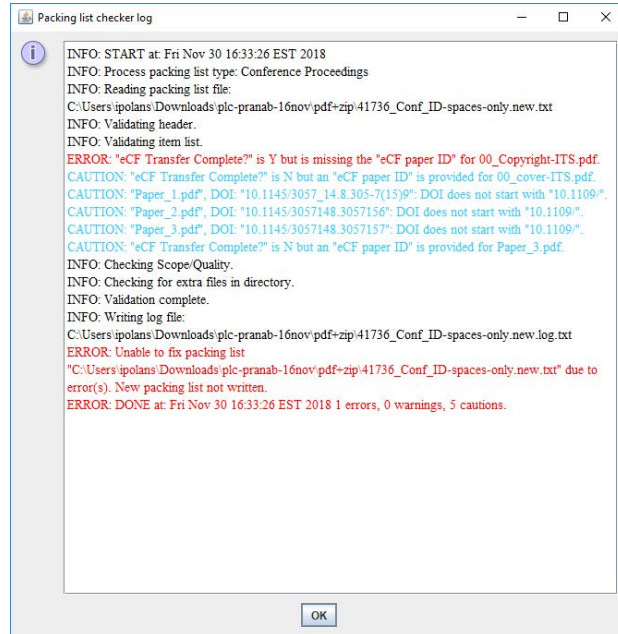 Packing list checker log
INFO: START at: Fri Nov 30 16:33:26 EST 2018
INFO: Process packing list type: Conference Proceedings
INFO: Reading packing list file:
C:\Users\ipolans\Downloads\plc-pranab-16nov\pdf+zip\41736_Conf_ID-spaces-only.new.txt
INFO: Validating header.
INFO: Validating item list.
ERROR: "eCF Transfer Complete?" is Y but is missing the "eCF paper ID" for 00_Copyright-ITS.pdf.
CAUTION: "eCF Transfer Complete?" is N but an "eCF paper ID" is provided for 00_cover-ITS.pdf.
CAUTION: "Paper_1.pdf", DOI: "10.1145/3057_14.8.305-7(15)9": DOI does not start with "10.1109/".
CAUTION: "Paper_2.pdf", DOI: "10.1145/3057148.3057156": DOI does not start with "10.1109/".
CAUTION: "Paper_3.pdf", DOI: "10.1145/3057148.3057157": DOI does not start with "10.1109/".
CAUTION: "eCF Transfer Complete?" is N but an "eCF paper ID" is provided for Paper_3.pdf.
INFO: Checking Scope/Quality.
INFO: Checking for extra files in directory.
INFO: Validation complete.
INFO: Writing log file:
C:\Users\ipolans\Downloads\plc-pranab-16nov\pdf+zip\41736_Conf_ID-spaces-only.new.log.txt
ERROR: Unable to fix packing list
"C:\Users\ipolans\Downloads\plc-pranab-16nov\pdf+zip\41736_Conf_ID-spaces-only.new.txt" due to
error(s). New packing list not written.
ERROR: DONE at: Fri Nov 30 16:33:26 EST 2018 1 errors, 0 warnings, 5 cautions.
OK